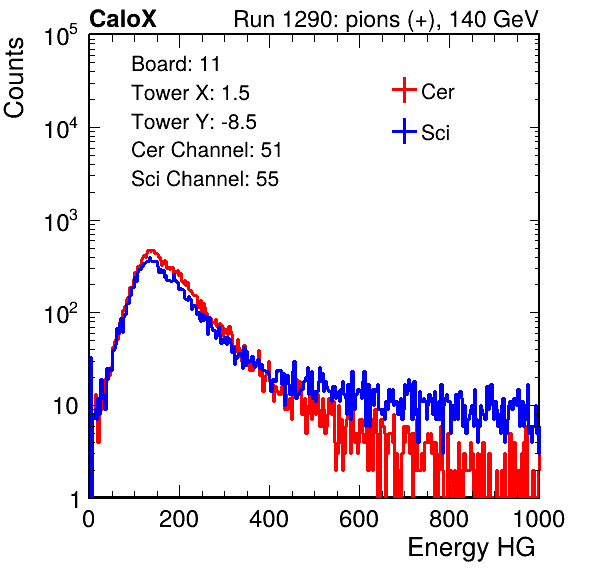 CaloX Run 1290: pions (+), 140 GeV
Counts
10^5
10^4
10^3
10^2
10
1
Board: 11
Tower X: 1.5
Tower Y: -8.5
Cer Channel: 51
Sci Channel: 55
Cer
Sci
0 200 400 600 800 1000
Energy HG